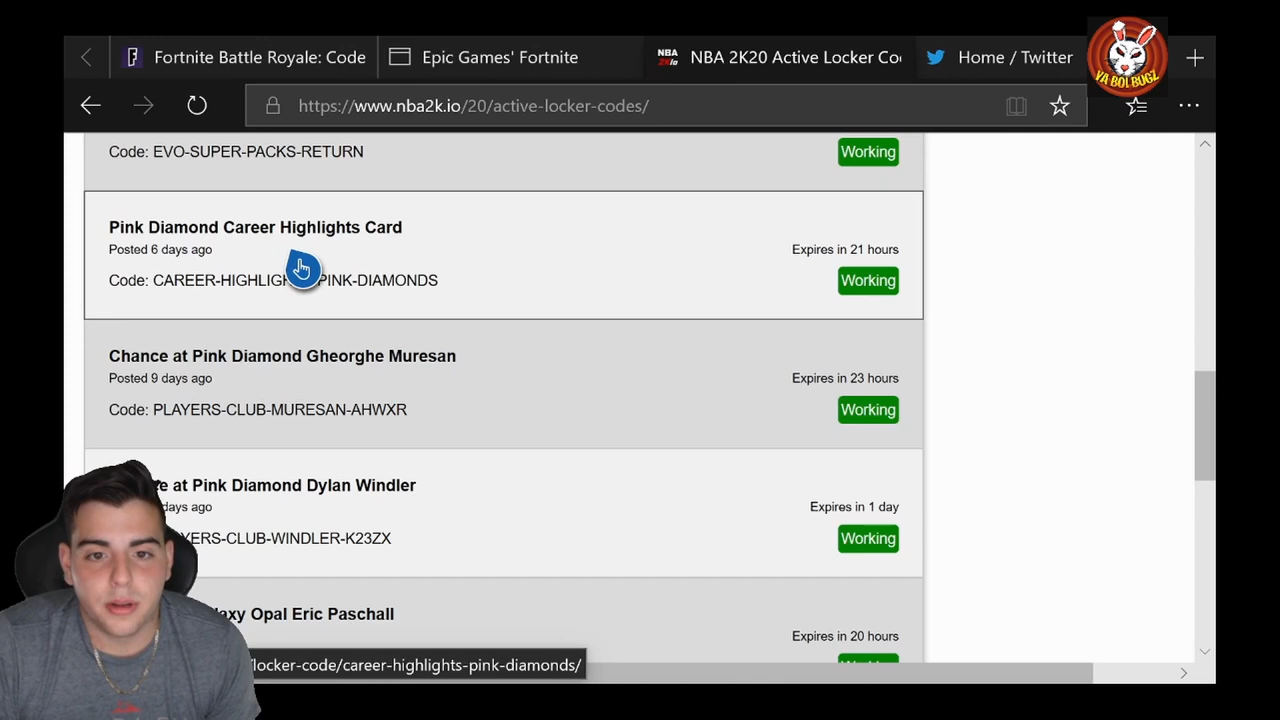 Fortnite Battle Royale: Code
Epic Games' Fortnite
NBA 2K20 Active Locker Co
Home / Twitter
YA BOI BUGZ
https://www.nba2k.io/20/active-locker-codes/
Code: EVO-SUPER-PACKS-RETURN
Working
Pink Diamond Career Highlights Card
Posted 6 days ago
Expires in 21 hours
Code: CAREER-HIGHLIGH PINK-DIAMONDS
Working
Chance at Pink Diamond Gheorghe Muresan
Posted 9 days ago
Expires in 23 hours
Code: PLAYERS-CLUB-MURESAN-AHWXR
Working
e at Pink Diamond Dylan Windler
days ago
Expires in 1 day
YERS-CLUB-WINDLER-K23ZX
Working
axy Opal Eric Paschall
Expires in 20 hours
/locker-code/career-highlights-pink-diamonds/